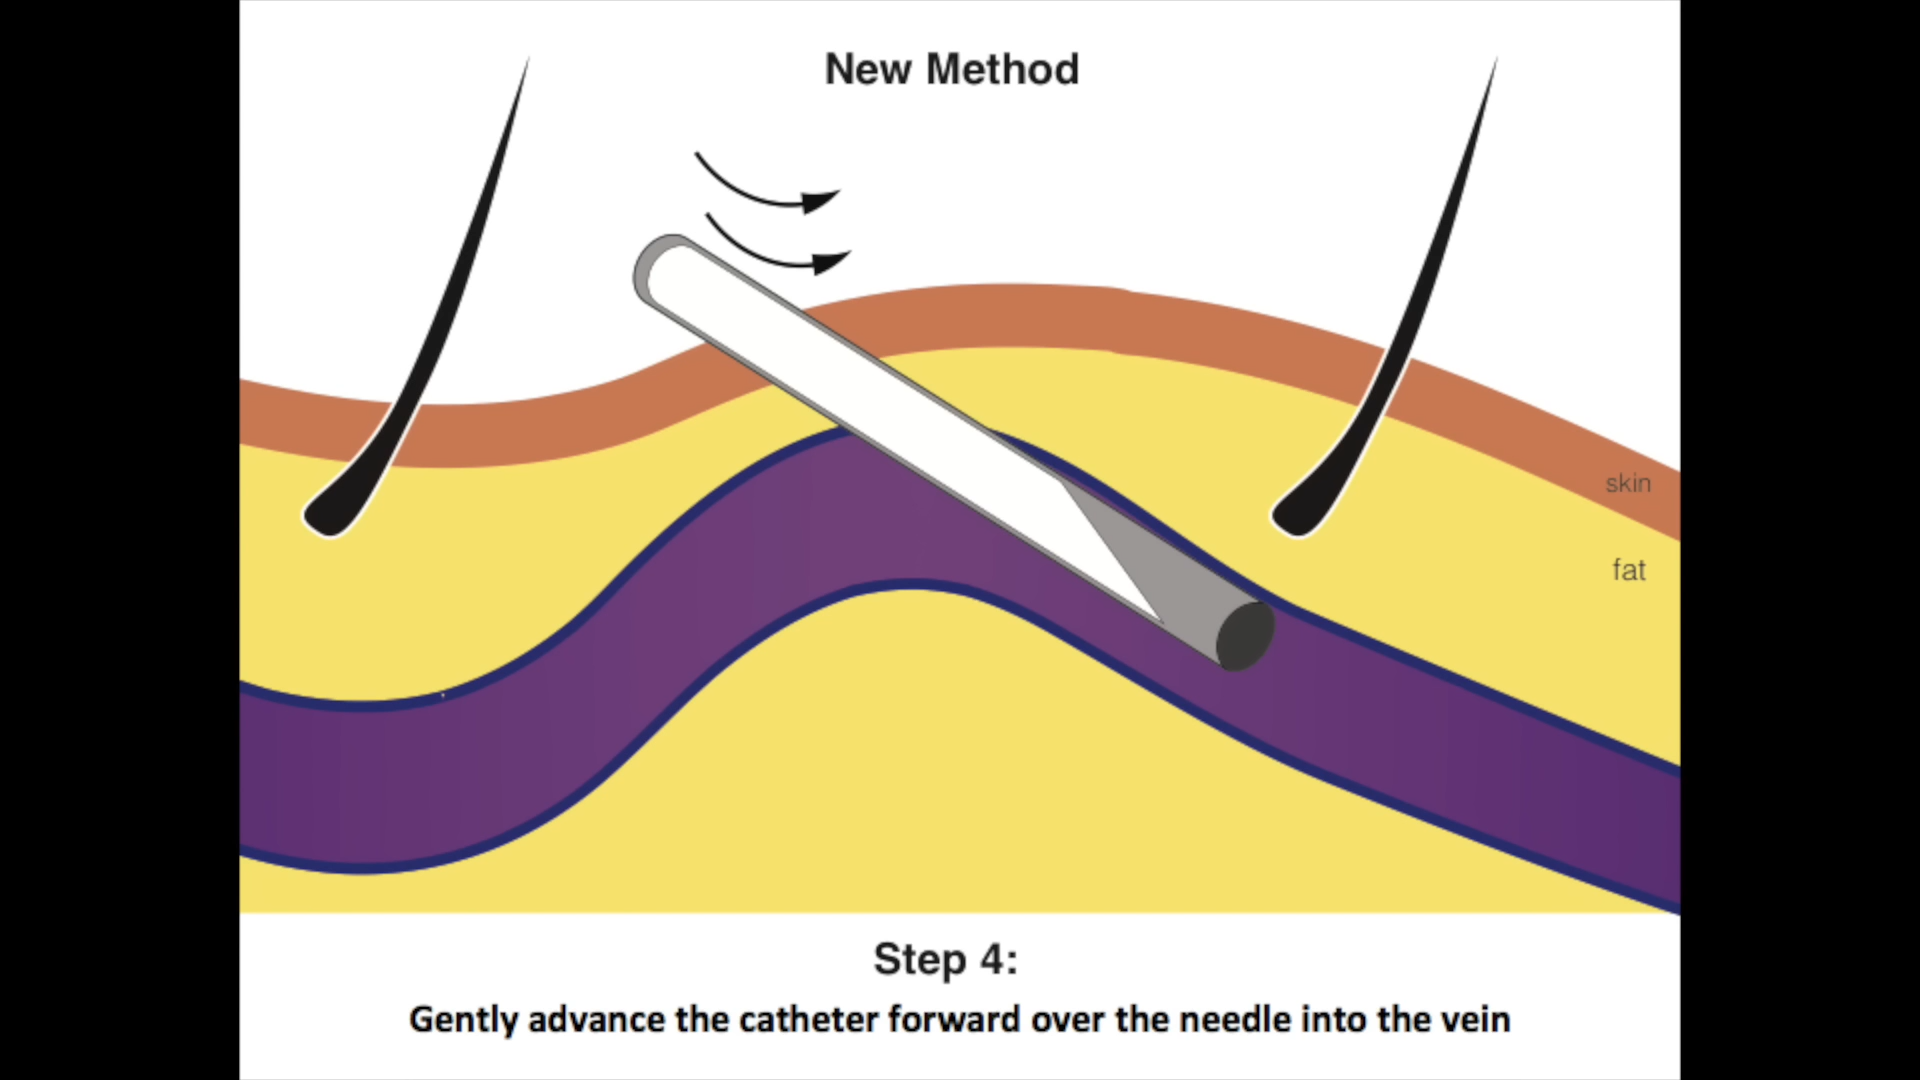 New Method
skin
fat
Step 4:
Gently advance the catheter forward over the needle into the vein